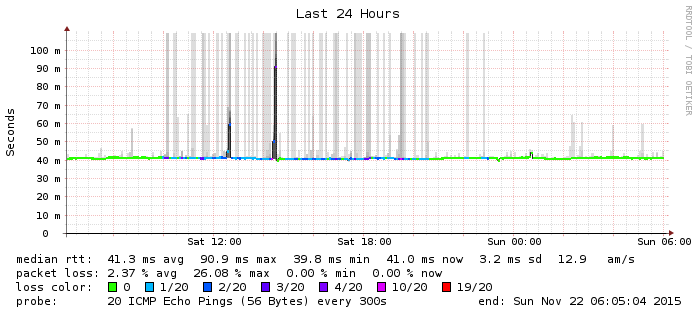 Last 24 Hours
RRDTOOL / TOBI OETIKER
Seconds
100 m
90 m
80 m
70 m
60 m
50 m
40 m
30 m
20 m
10 m
0
Sat 12:00 Sat 18:00 Sun 00:00 Sun 06:00
median rtt: 41.3 ms avg 90.9 ms max 39.8 ms min 41.0 ms now 3.2 ms sd 12.9 am/s
packet loss: 2.37 % avg 26.08 % max 0.00 % min 0.00 % now
loss color: 0 1/20 2/20 3/20 4/20 10/20 19/20
probe: 20 ICMP Echo Pings (56 Bytes) every 300s end: Sun Nov 22 06:05:04 2015